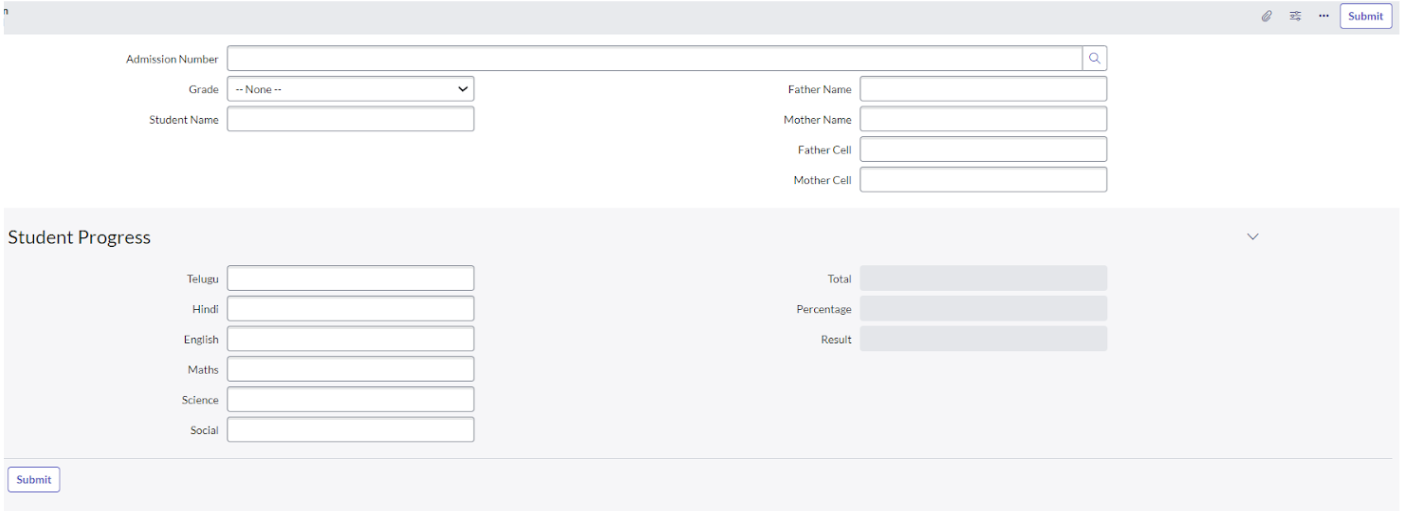 n
Submit
Admission Number
Grade -- None -- Father Name
Student Name Mother Name
Father Cell
Mother Cell
Student Progress
Telugu Total
Hindi Percentage
English Result
Maths
Science
Social
Submit